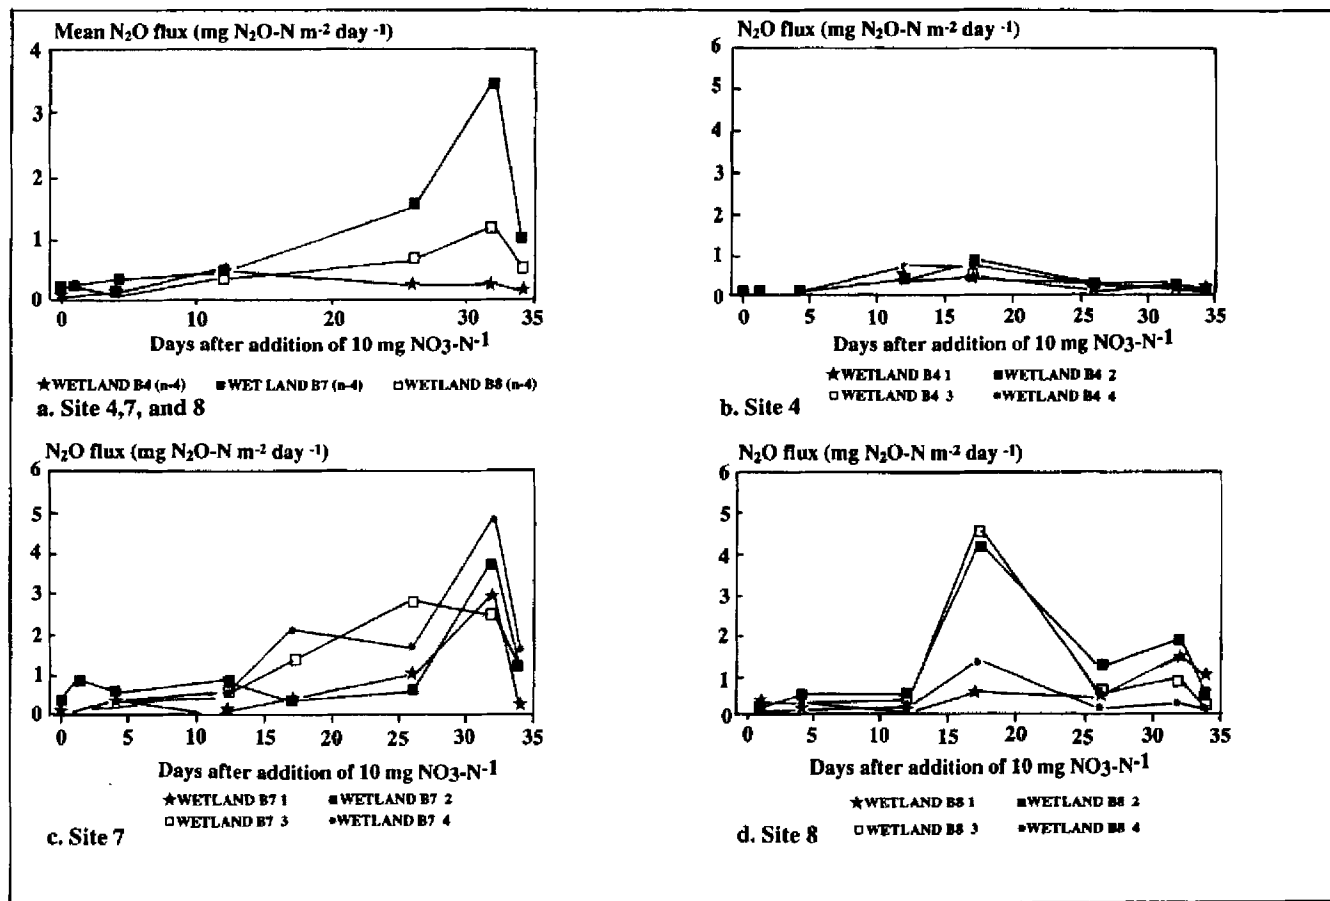 Mean N₂O flux (mg N₂O-N m⁻² day ⁻¹)
4
3
2
1
0
0 10 20 30 35
Days after addition of 10 mg NO₃-N⁻¹
★WETLAND B4 (n-4) ■WET LAND B7 (n-4) □WETLAND B8 (n-4)
a. Site 4,7, and 8
N₂O flux (mg N₂O-N m⁻² day ⁻¹)
6
5
4
3
2
1
0
0 5 10 15 20 25 30 35
Days after addition of 10 mg NO₃-N⁻¹
★WETLAND B4 1 ■WETLAND B4 2
□WETLAND B4 3 •WETLAND B4 4
b. Site 4
N₂O flux (mg N₂O-N m⁻² day ⁻¹)
6
5
4
3
2
1
0
0 5 10 15 20 25 30 35
Days after addition of 10 mg NO₃-N⁻¹
★WETLAND B7 1 ■WETLAND B7 2
□WETLAND B7 3 •WETLAND B7 4
c. Site 7
N₂O flux (mg N₂O-N m⁻² day ⁻¹)
6
5
4
3
2
1
0
0 5 10 15 20 25 30 35
Days after addition of 10 mg NO₃-N⁻¹
★WETLAND B8 1 ■WETLAND B8 2
□WETLAND B8 3 •WETLAND B8 4
d. Site 8